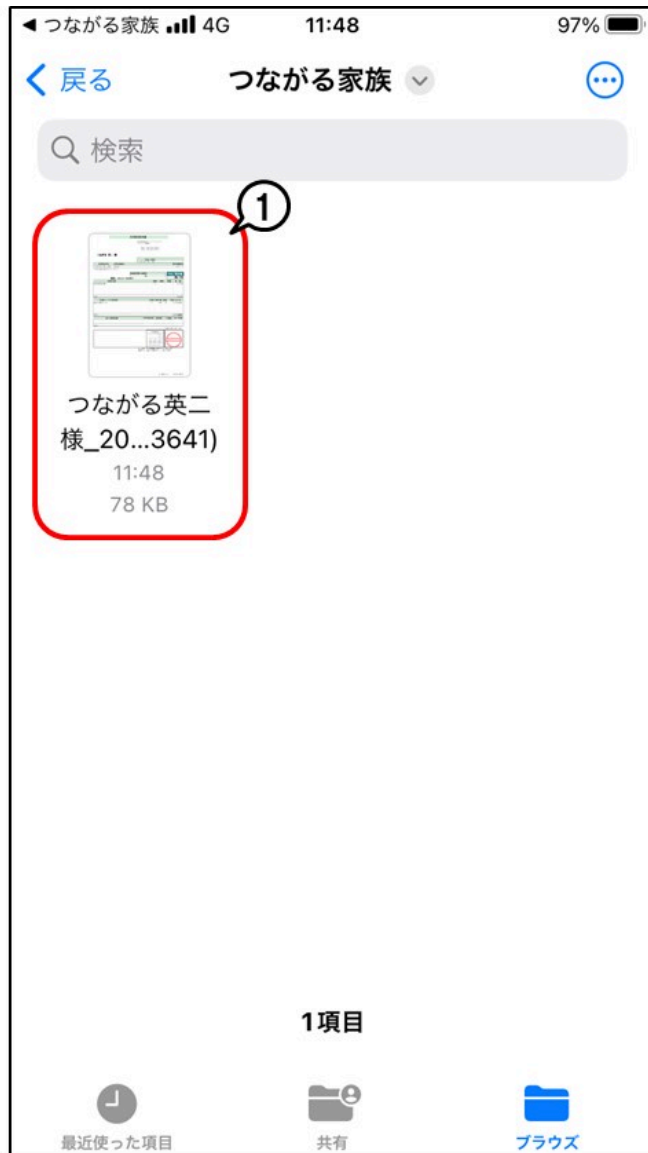 ◀ つながる家族 4G 11:48 97%
戻る つながる家族
検索
1
つながる英二
様_20...3641)
11:48
78 KB
1項目
最近使った項目 共有 ブラウズ